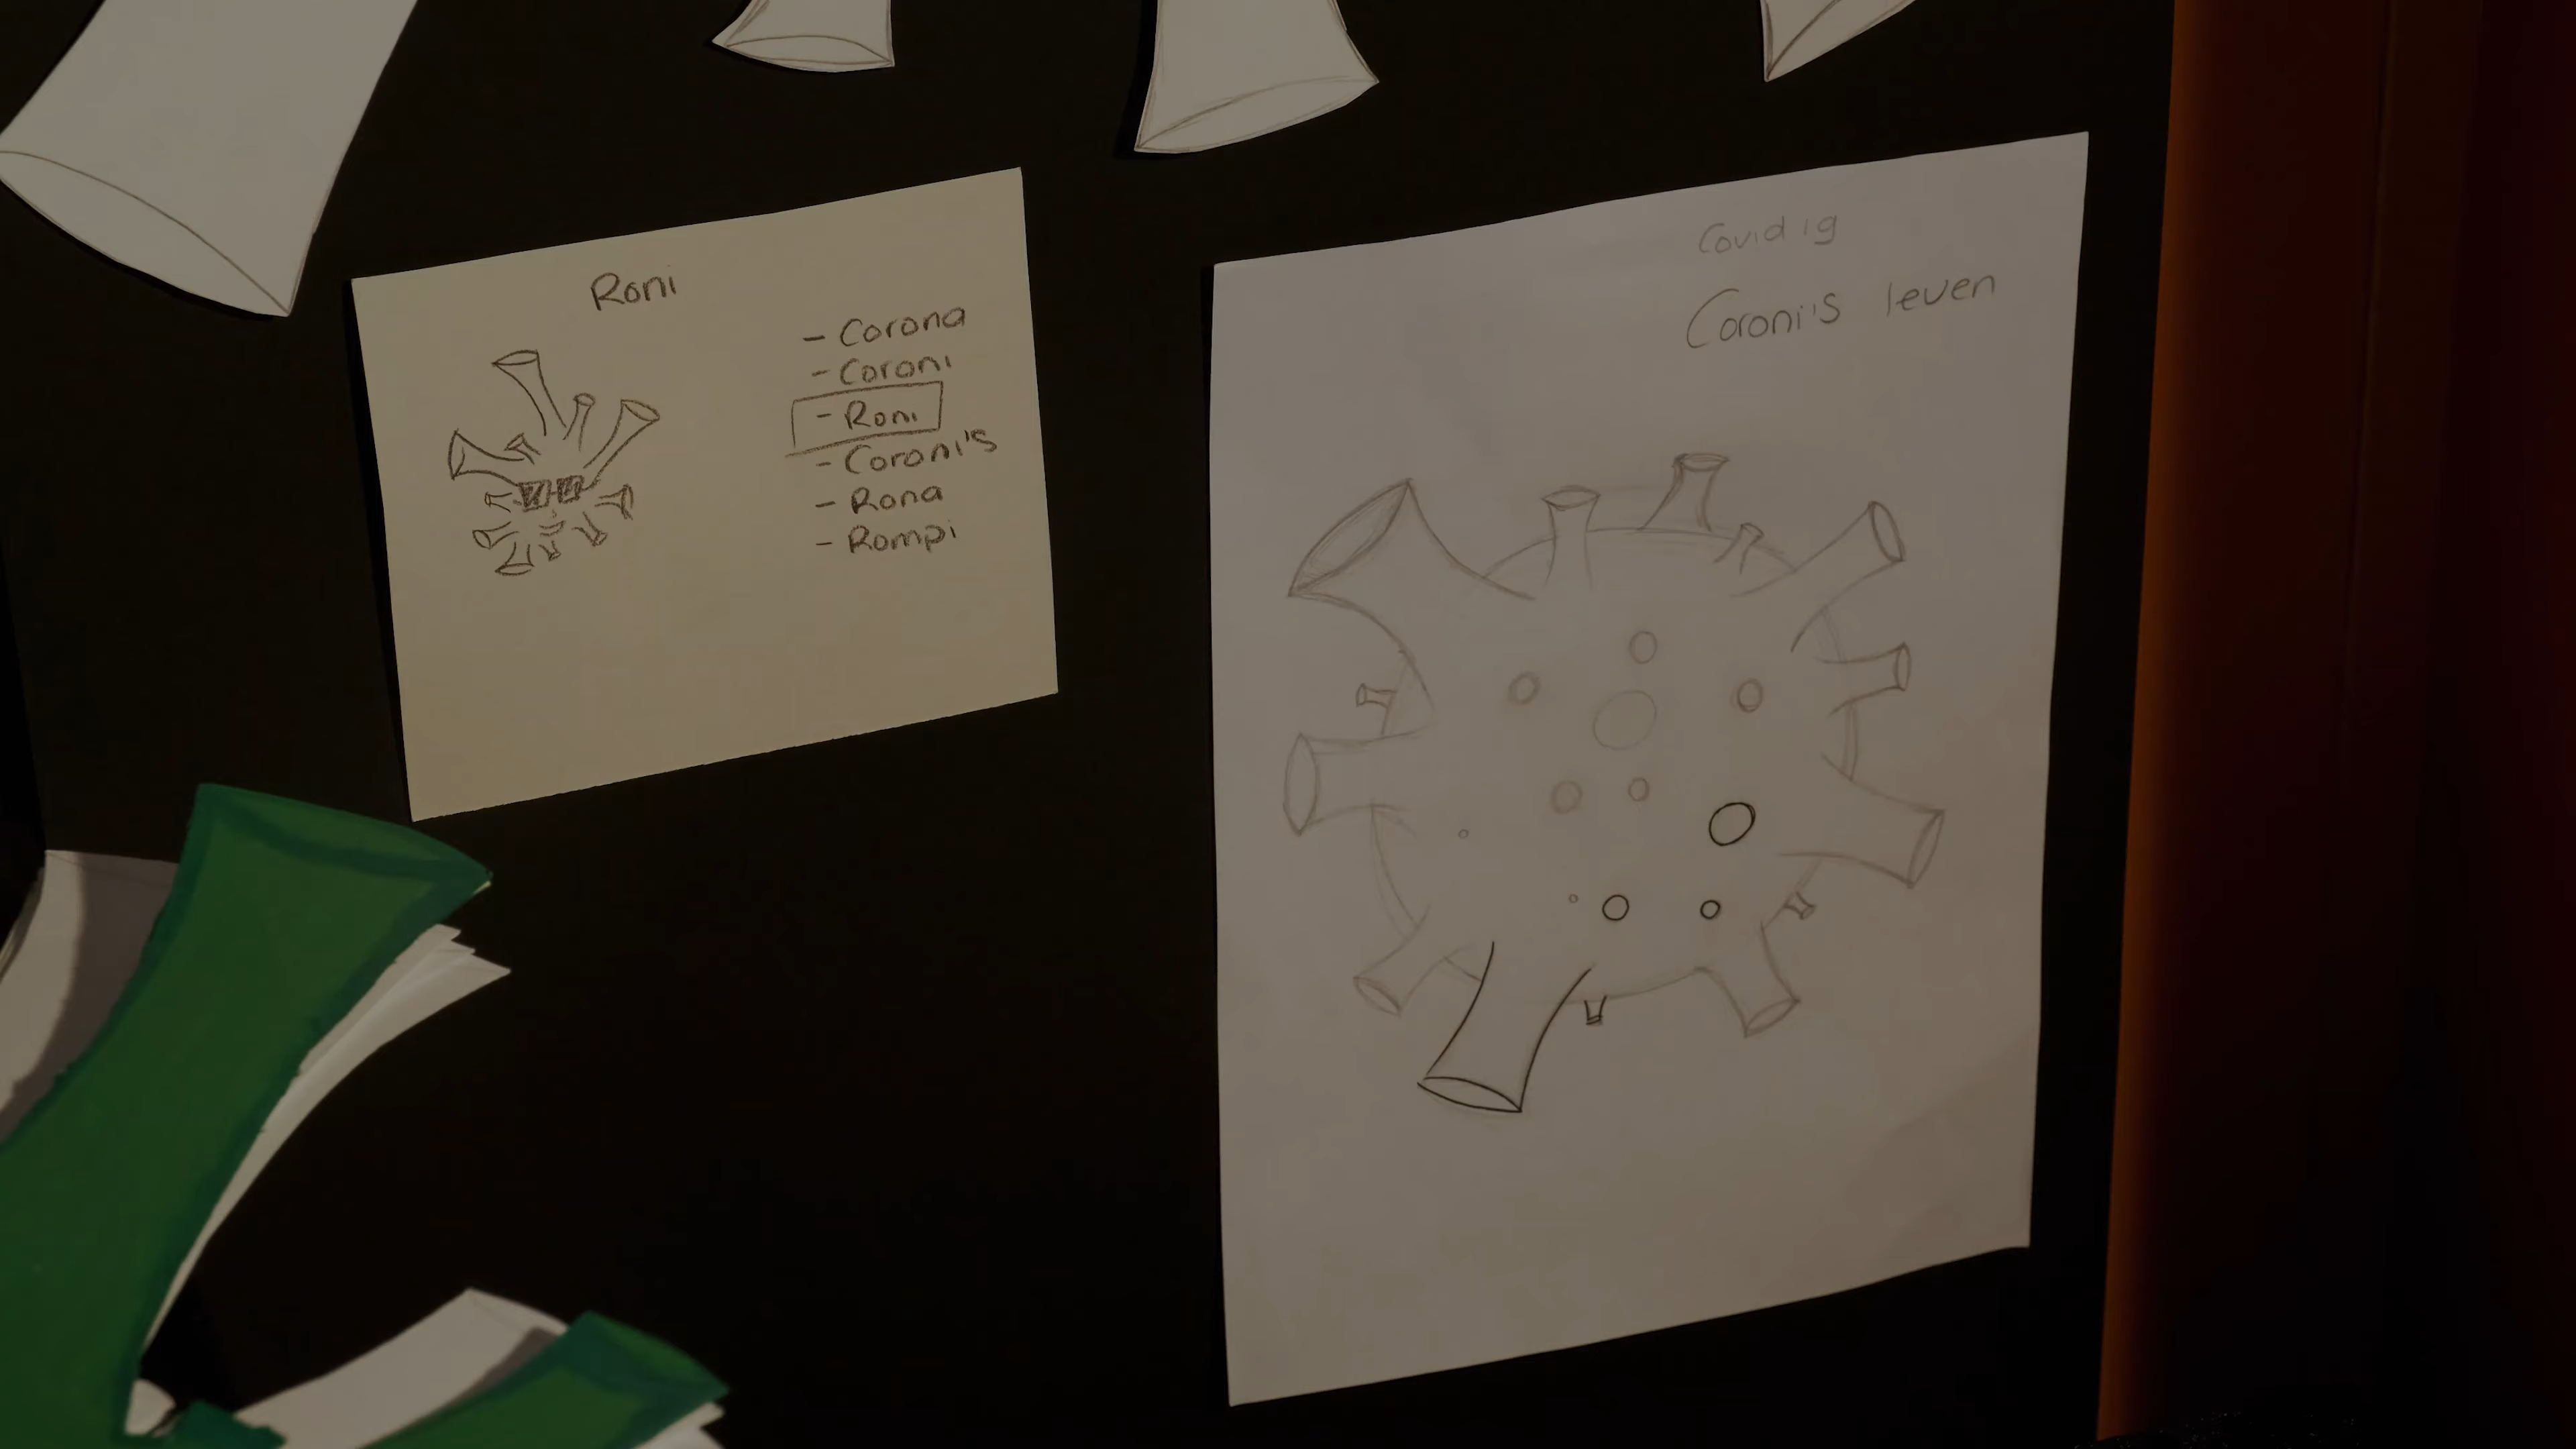 Roni
- Corona
- Coroni
- Roni
- Coroni's
- Rona
- Rompi
Covid 19
Coroni's leven